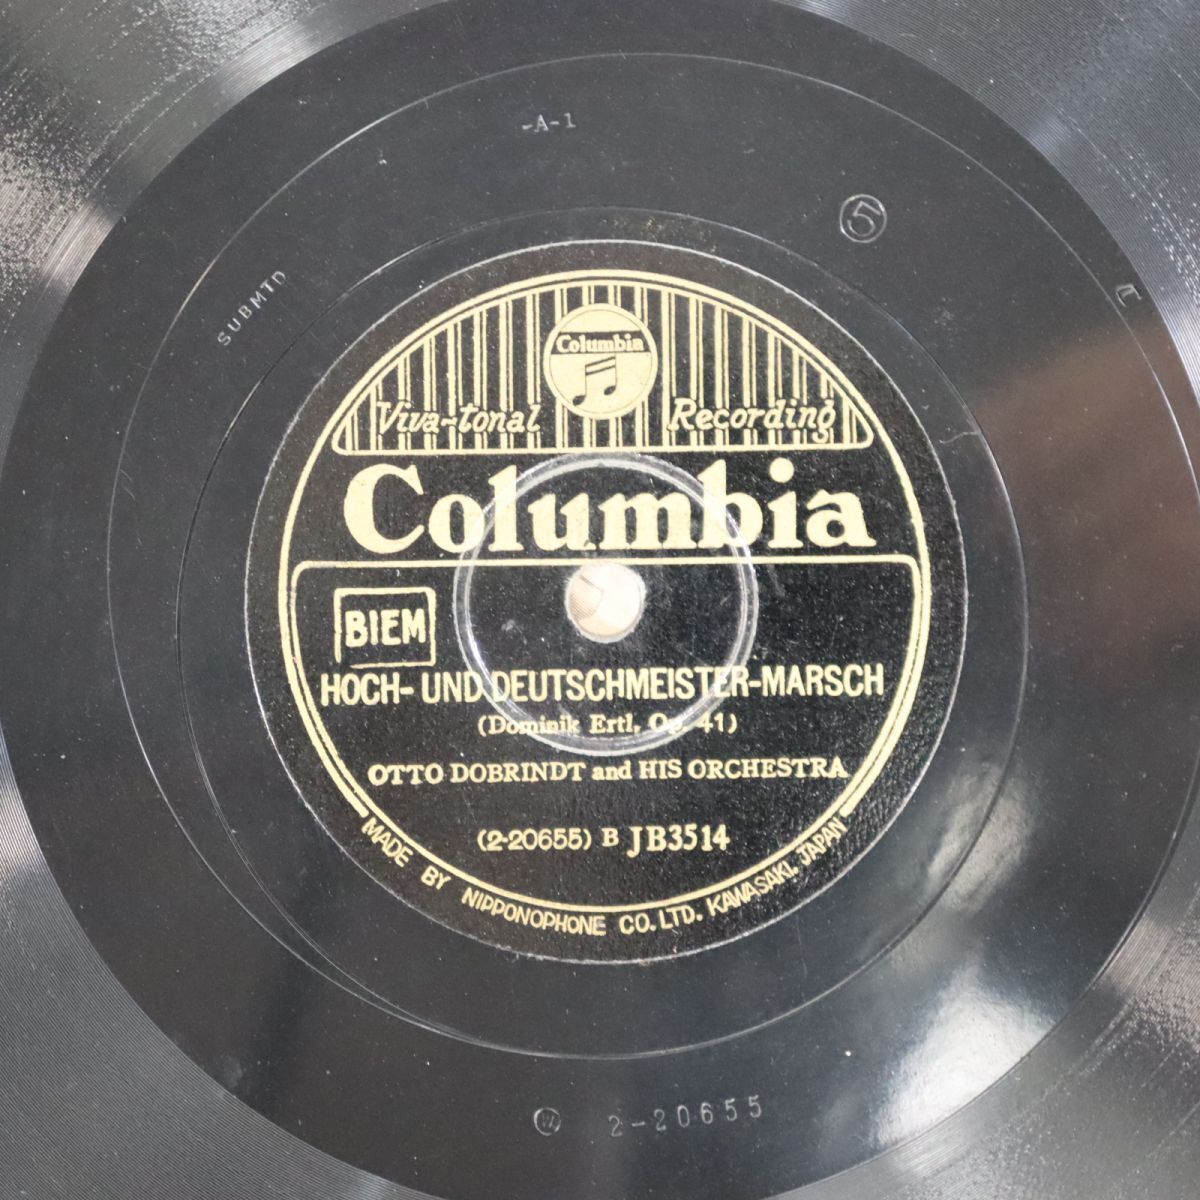 -A-1
5
SUBMTD
Columbia
Viva-tonal Recording
Columbia
BIEM
HOCH- UND DEUTSCHMEISTER-MARSCH
(Dominik Ertl, Op. 41)
OTTO DOBRINDT and HIS ORCHESTRA
(2-20655) B JB3514
MADE BY NIPPONOPHONE CO. LTD. KAWASAKI. JAPAN
2-20655